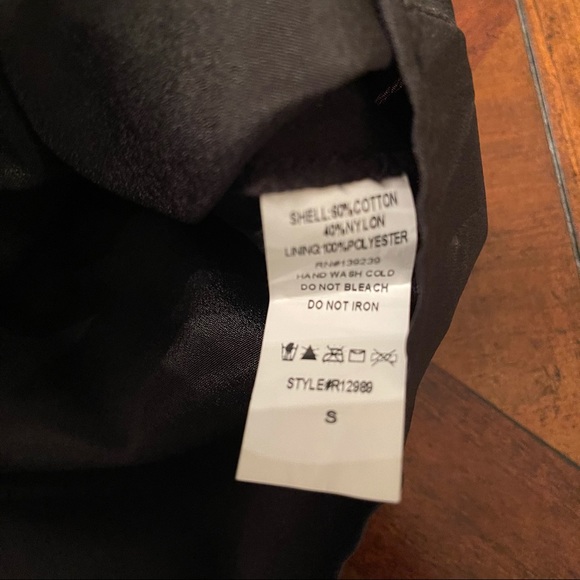 SHELL:60%COTTON
40%NYLON
LINING:100%POLYESTER
RN#139239
HAND WASH COLD
DO NOT BLEACH
DO NOT IRON
STYLE#R12989
S